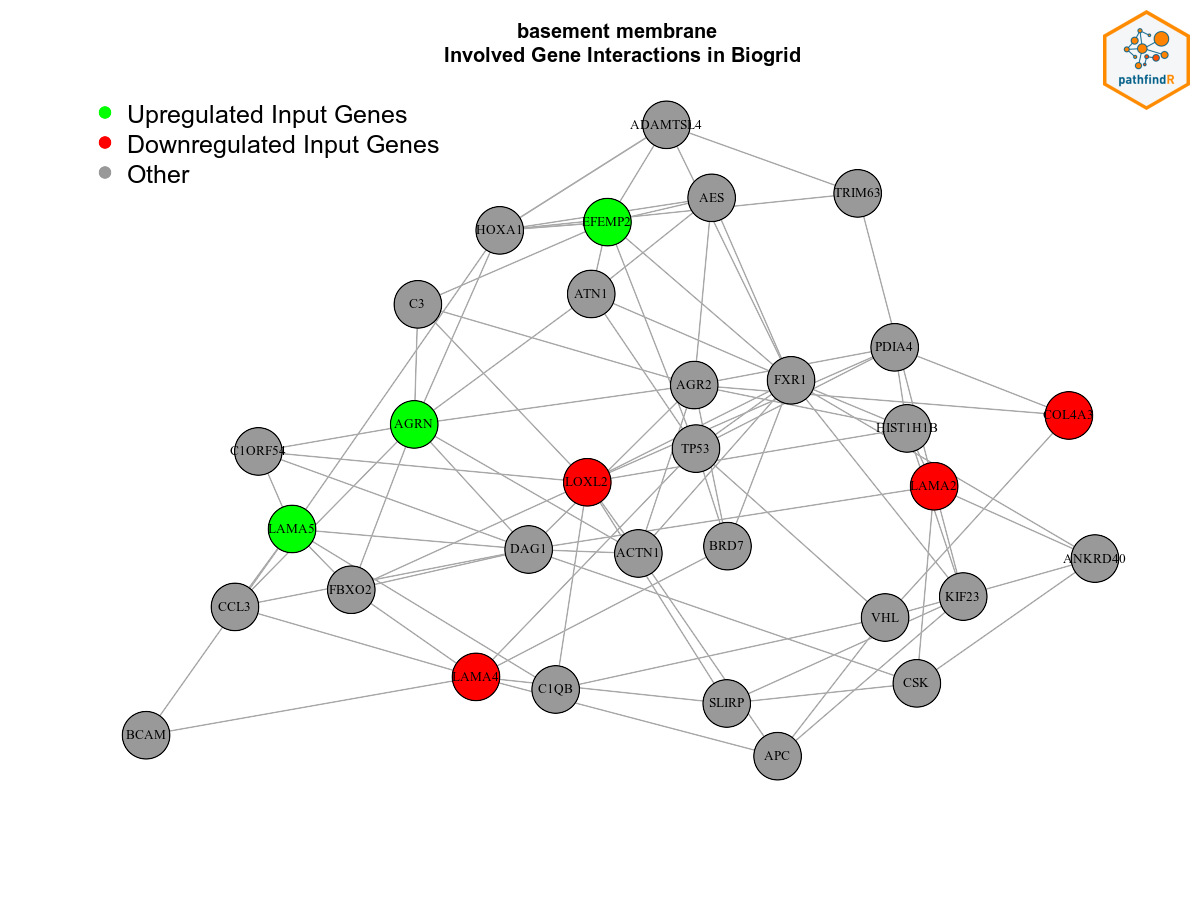 basement membrane
Involved Gene Interactions in Biogrid
pathfindR
Upregulated Input Genes
Downregulated Input Genes
Other
ADAMTSL4
AES
TRIM63
EFEMP2
HOXA1
ATN1
C3
PDIA4
FXR1
AGR2
COL4A3
AGRN
HIST1H1B
TP53
C1ORF54
LOXL2
LAMA2
LAMA5
BRD7
DAG1
ACTN1
ANKRD40
FBXO2
KIF23
CCL3
VHL
LAMA4
CSK
C1QB
SLIRP
BCAM
APC